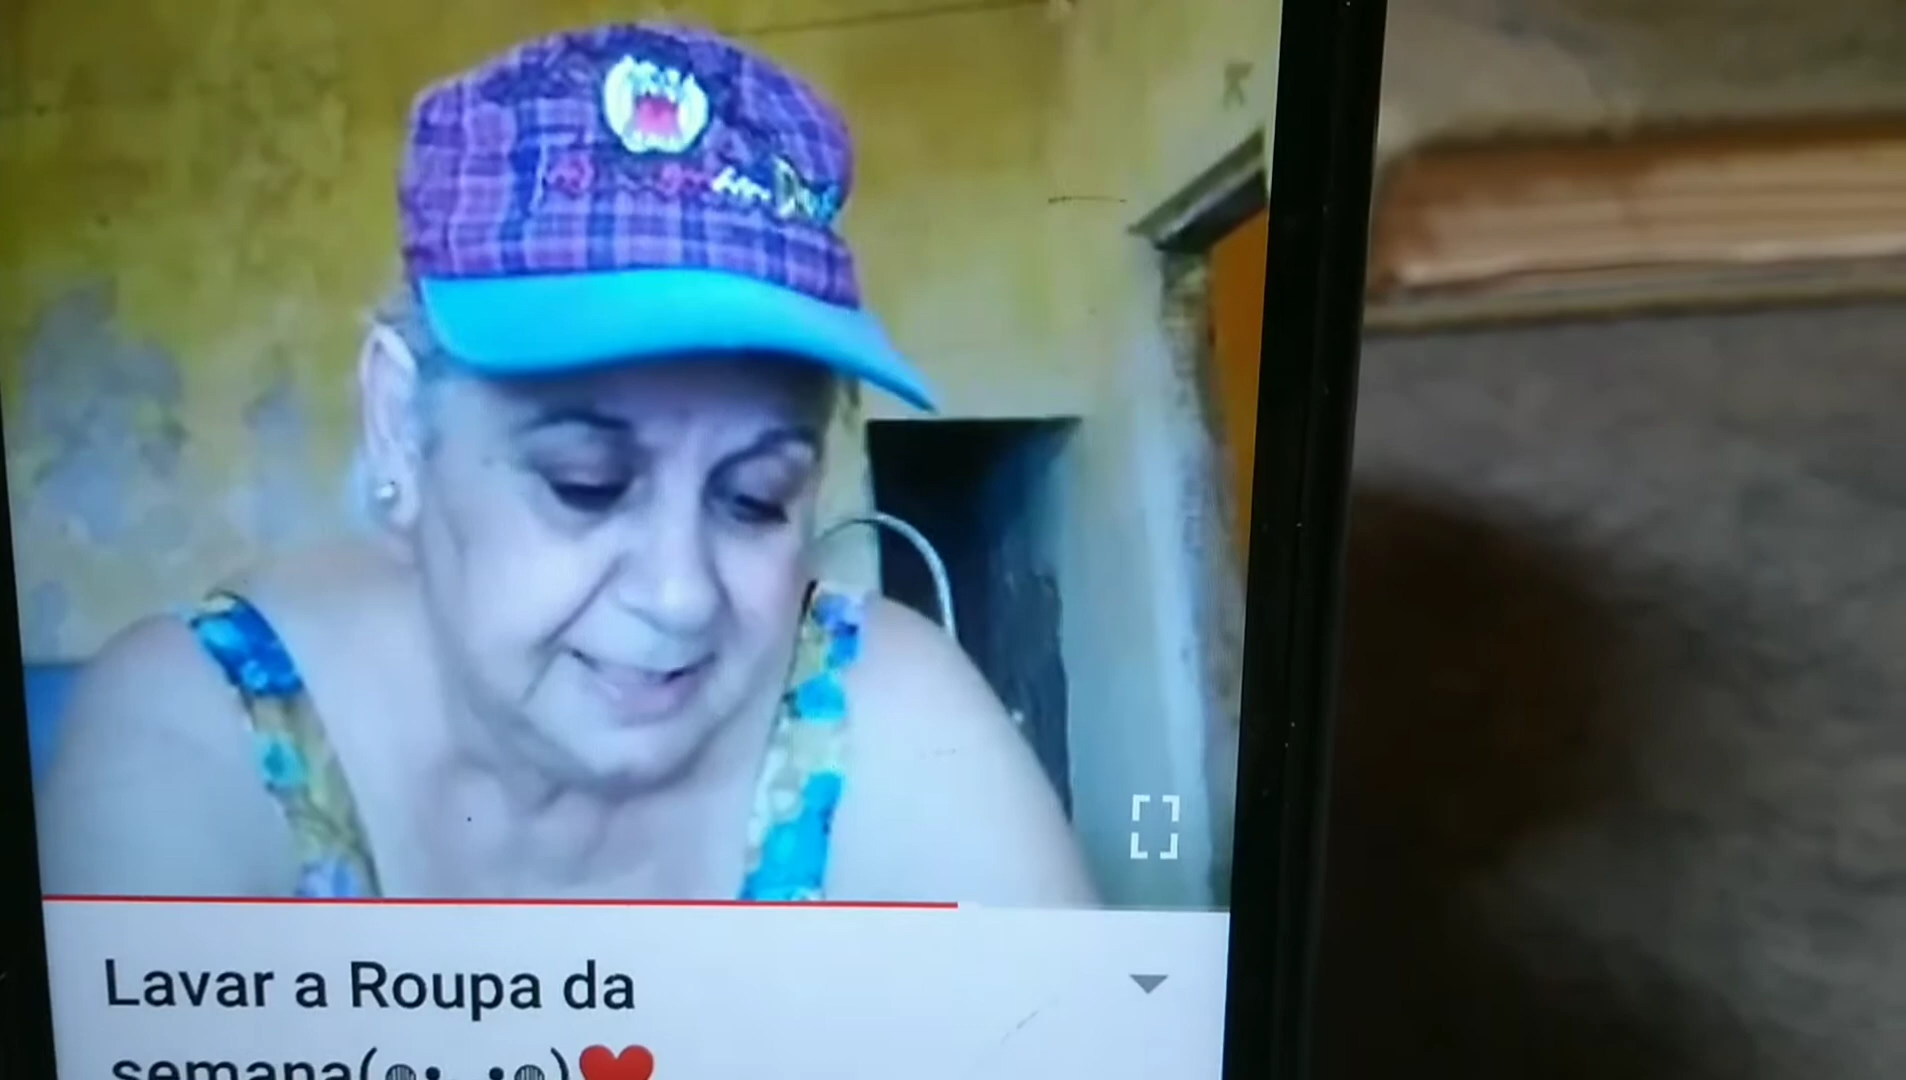 Lavar a Roupa da
semana(◍•ᴗ•◍)❤